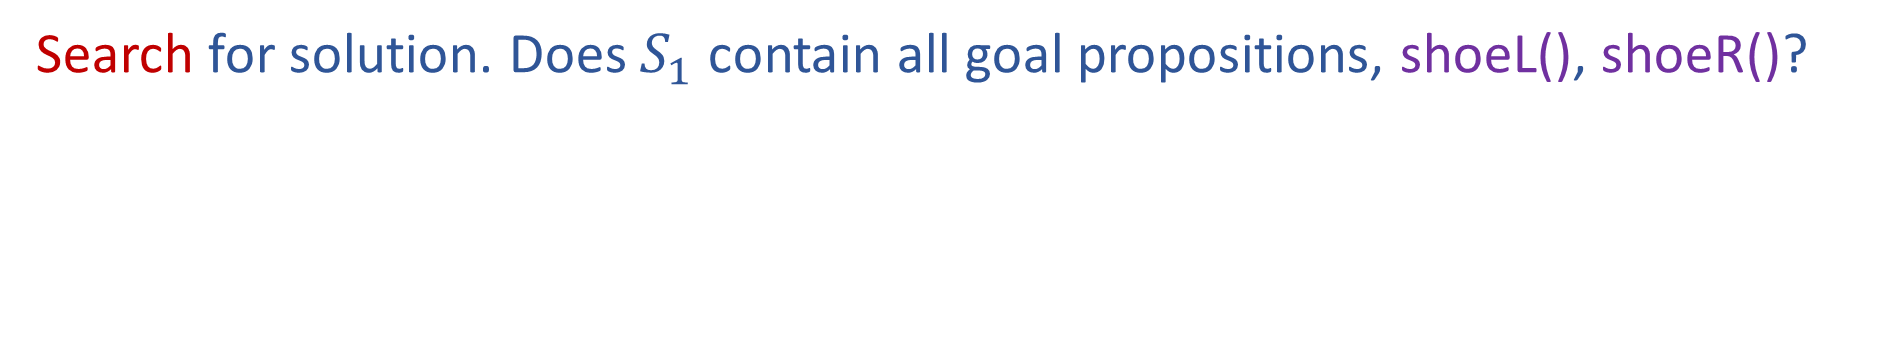 Search for solution. Does S₁ contain all goal propositions, shoeL(), shoeR()?